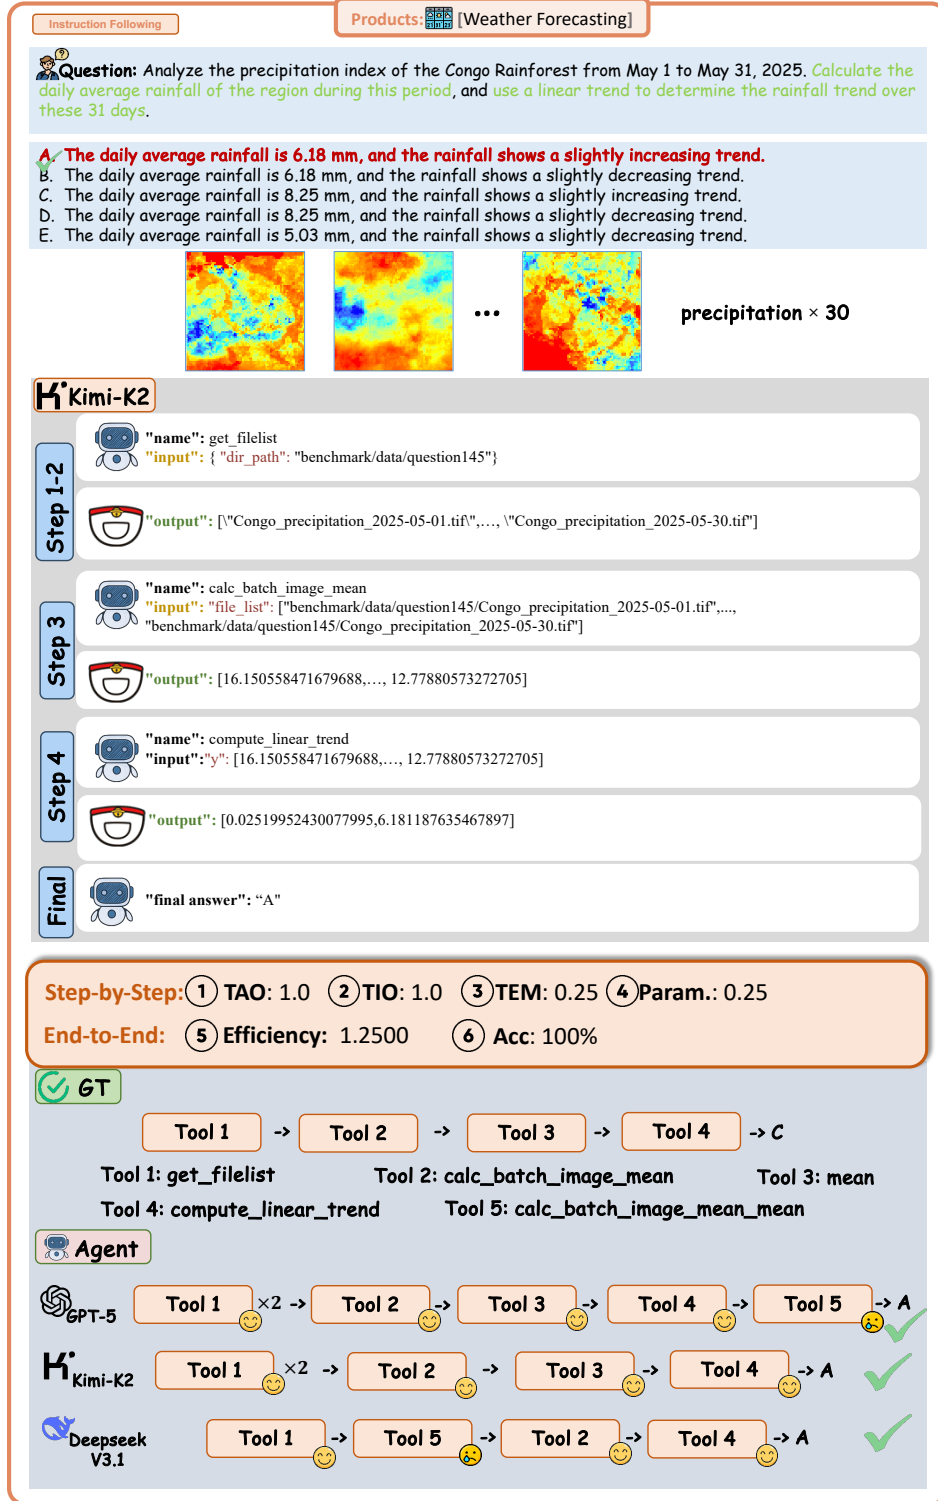 Instruction Following
Products: [Weather Forecasting]
Question: Analyze the precipitation index of the Congo Rainforest from May 1 to May 31, 2025. Calculate the
daily average rainfall of the region during this period, and use a linear trend to determine the rainfall trend over
these 31 days.
A. The daily average rainfall is 6.18 mm, and the rainfall shows a slightly increasing trend.
B. The daily average rainfall is 6.18 mm, and the rainfall shows a slightly decreasing trend.
C. The daily average rainfall is 8.25 mm, and the rainfall shows a slightly increasing trend.
D. The daily average rainfall is 8.25 mm, and the rainfall shows a slightly decreasing trend.
E. The daily average rainfall is 5.03 mm, and the rainfall shows a slightly decreasing trend.
... precipitation × 30
Kimi-K2
Step 1-2
"name": get_filelist
"input": { "dir_path": "benchmark/data/question145"}
"output": [\"Congo_precipitation_2025-05-01.tif\",..., \"Congo_precipitation_2025-05-30.tif"]
Step 3
"name": calc_batch_image_mean
"input": "file_list": ["benchmark/data/question145/Congo_precipitation_2025-05-01.tif",...,
"benchmark/data/question145/Congo_precipitation_2025-05-30.tif"]
"output": [16.150558471679688,..., 12.77880573272705]
Step 4
"name": compute_linear_trend
"input":"y": [16.150558471679688,..., 12.77880573272705]
"output": [0.02519952430077995,6.181187635467897]
Final
"final answer": “A"
Step-by-Step: 1 TAO: 1.0 2 TIO: 1.0 3 TEM: 0.25 4 Param.: 0.25
End-to-End: 5 Efficiency: 1.2500 6 Acc: 100%
GT
Tool 1 -> Tool 2 -> Tool 3 -> Tool 4 -> C
Tool 1: get_filelist Tool 2: calc_batch_image_mean Tool 3: mean
Tool 4: compute_linear_trend Tool 5: calc_batch_image_mean_mean
Agent
GPT-5 Tool 1 ×2 -> Tool 2 -> Tool 3 -> Tool 4 -> Tool 5 -> A
Kimi-K2 Tool 1 ×2 -> Tool 2 -> Tool 3 -> Tool 4 -> A
Deepseek V3.1 Tool 1 -> Tool 5 -> Tool 2 -> Tool 4 -> A